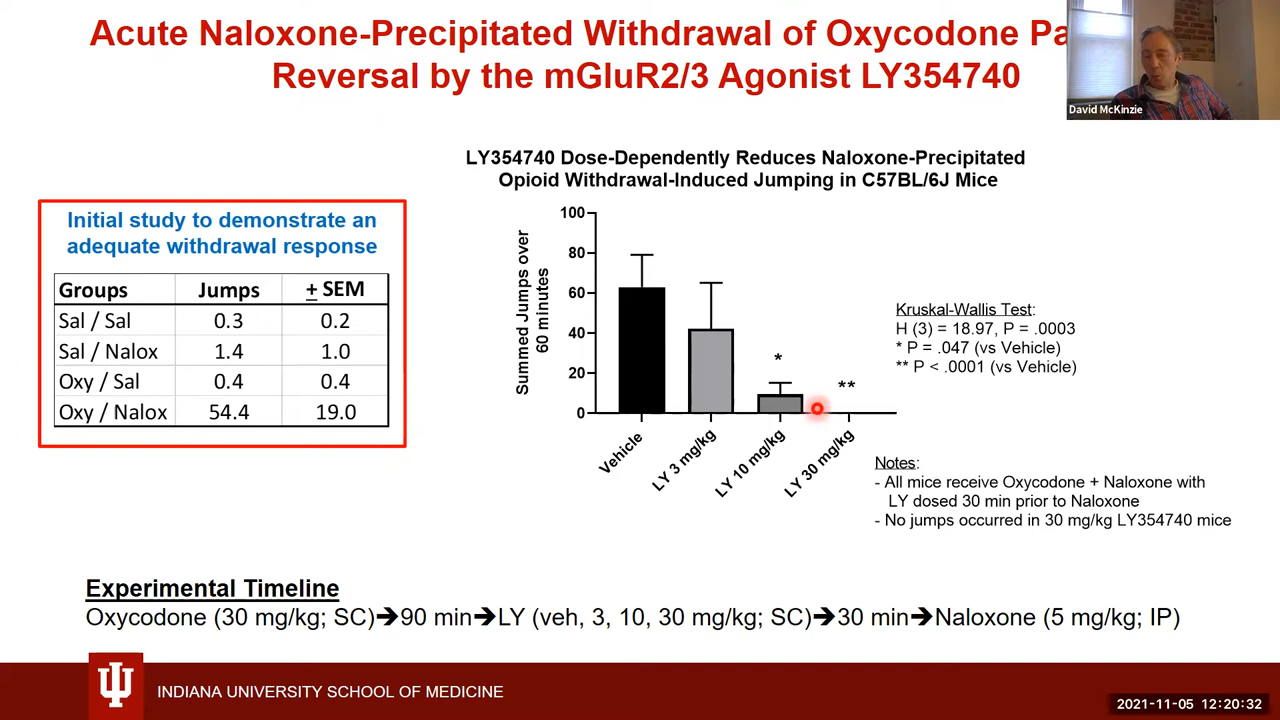 Acute Naloxone-Precipitated Withdrawal of Oxycodone
Reversal by the mGluR2/3 Agonist LY354740
David McKinzie
LY354740 Dose-Dependently Reduces Naloxone-Precipitated
Opioid Withdrawal-Induced Jumping in C57BL/6J Mice
Initial study to demonstrate an
adequate withdrawal response
Groups Jumps ± SEM
Sal / Sal 0.3 0.2
Sal / Nalox 1.4 1.0
Oxy / Sal 0.4 0.4
Oxy / Nalox 54.4 19.0
Summed Jumps over
60 minutes
100
80
60
40
20
0
*
**
Vehicle
LY 3 mg/kg
LY 10 mg/kg
LY 30 mg/kg
Kruskal-Wallis Test:
H (3) = 18.97, P = .0003
* P = .047 (vs Vehicle)
** P < .0001 (vs Vehicle)
Notes:
- All mice receive Oxycodone + Naloxone with
LY dosed 30 min prior to Naloxone
- No jumps occurred in 30 mg/kg LY354740 mice
Experimental Timeline
Oxycodone (30 mg/kg; SC)➔90 min➔LY (veh, 3, 10, 30 mg/kg; SC)➔30 min➔Naloxone (5 mg/kg; IP)
INDIANA UNIVERSITY SCHOOL OF MEDICINE
2021-11-05 12:20:32